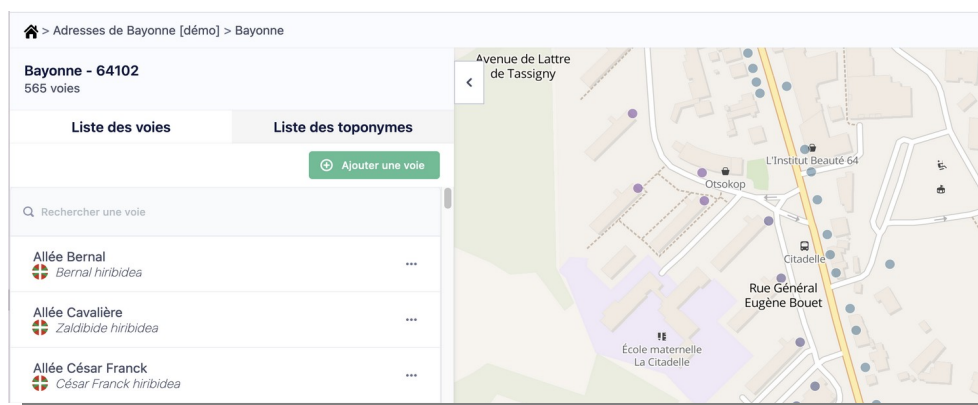 > Adresses de Bayonne [démo] > Bayonne
Bayonne - 64102
565 voies
Liste des voies
Liste des toponymes
Ajouter une voie
Rechercher une voie
Allée Bernal
Bernal hiribidea
...
Allée Cavalière
Zaldibide hiribidea
...
Allée César Franck
César Franck hiribidea
...
Avenue de Lattre
de Tassigny
L'Institut Beauté 64
Otsokop
Citadelle
Rue Général
Eugène Bouet
École maternelle
La Citadelle